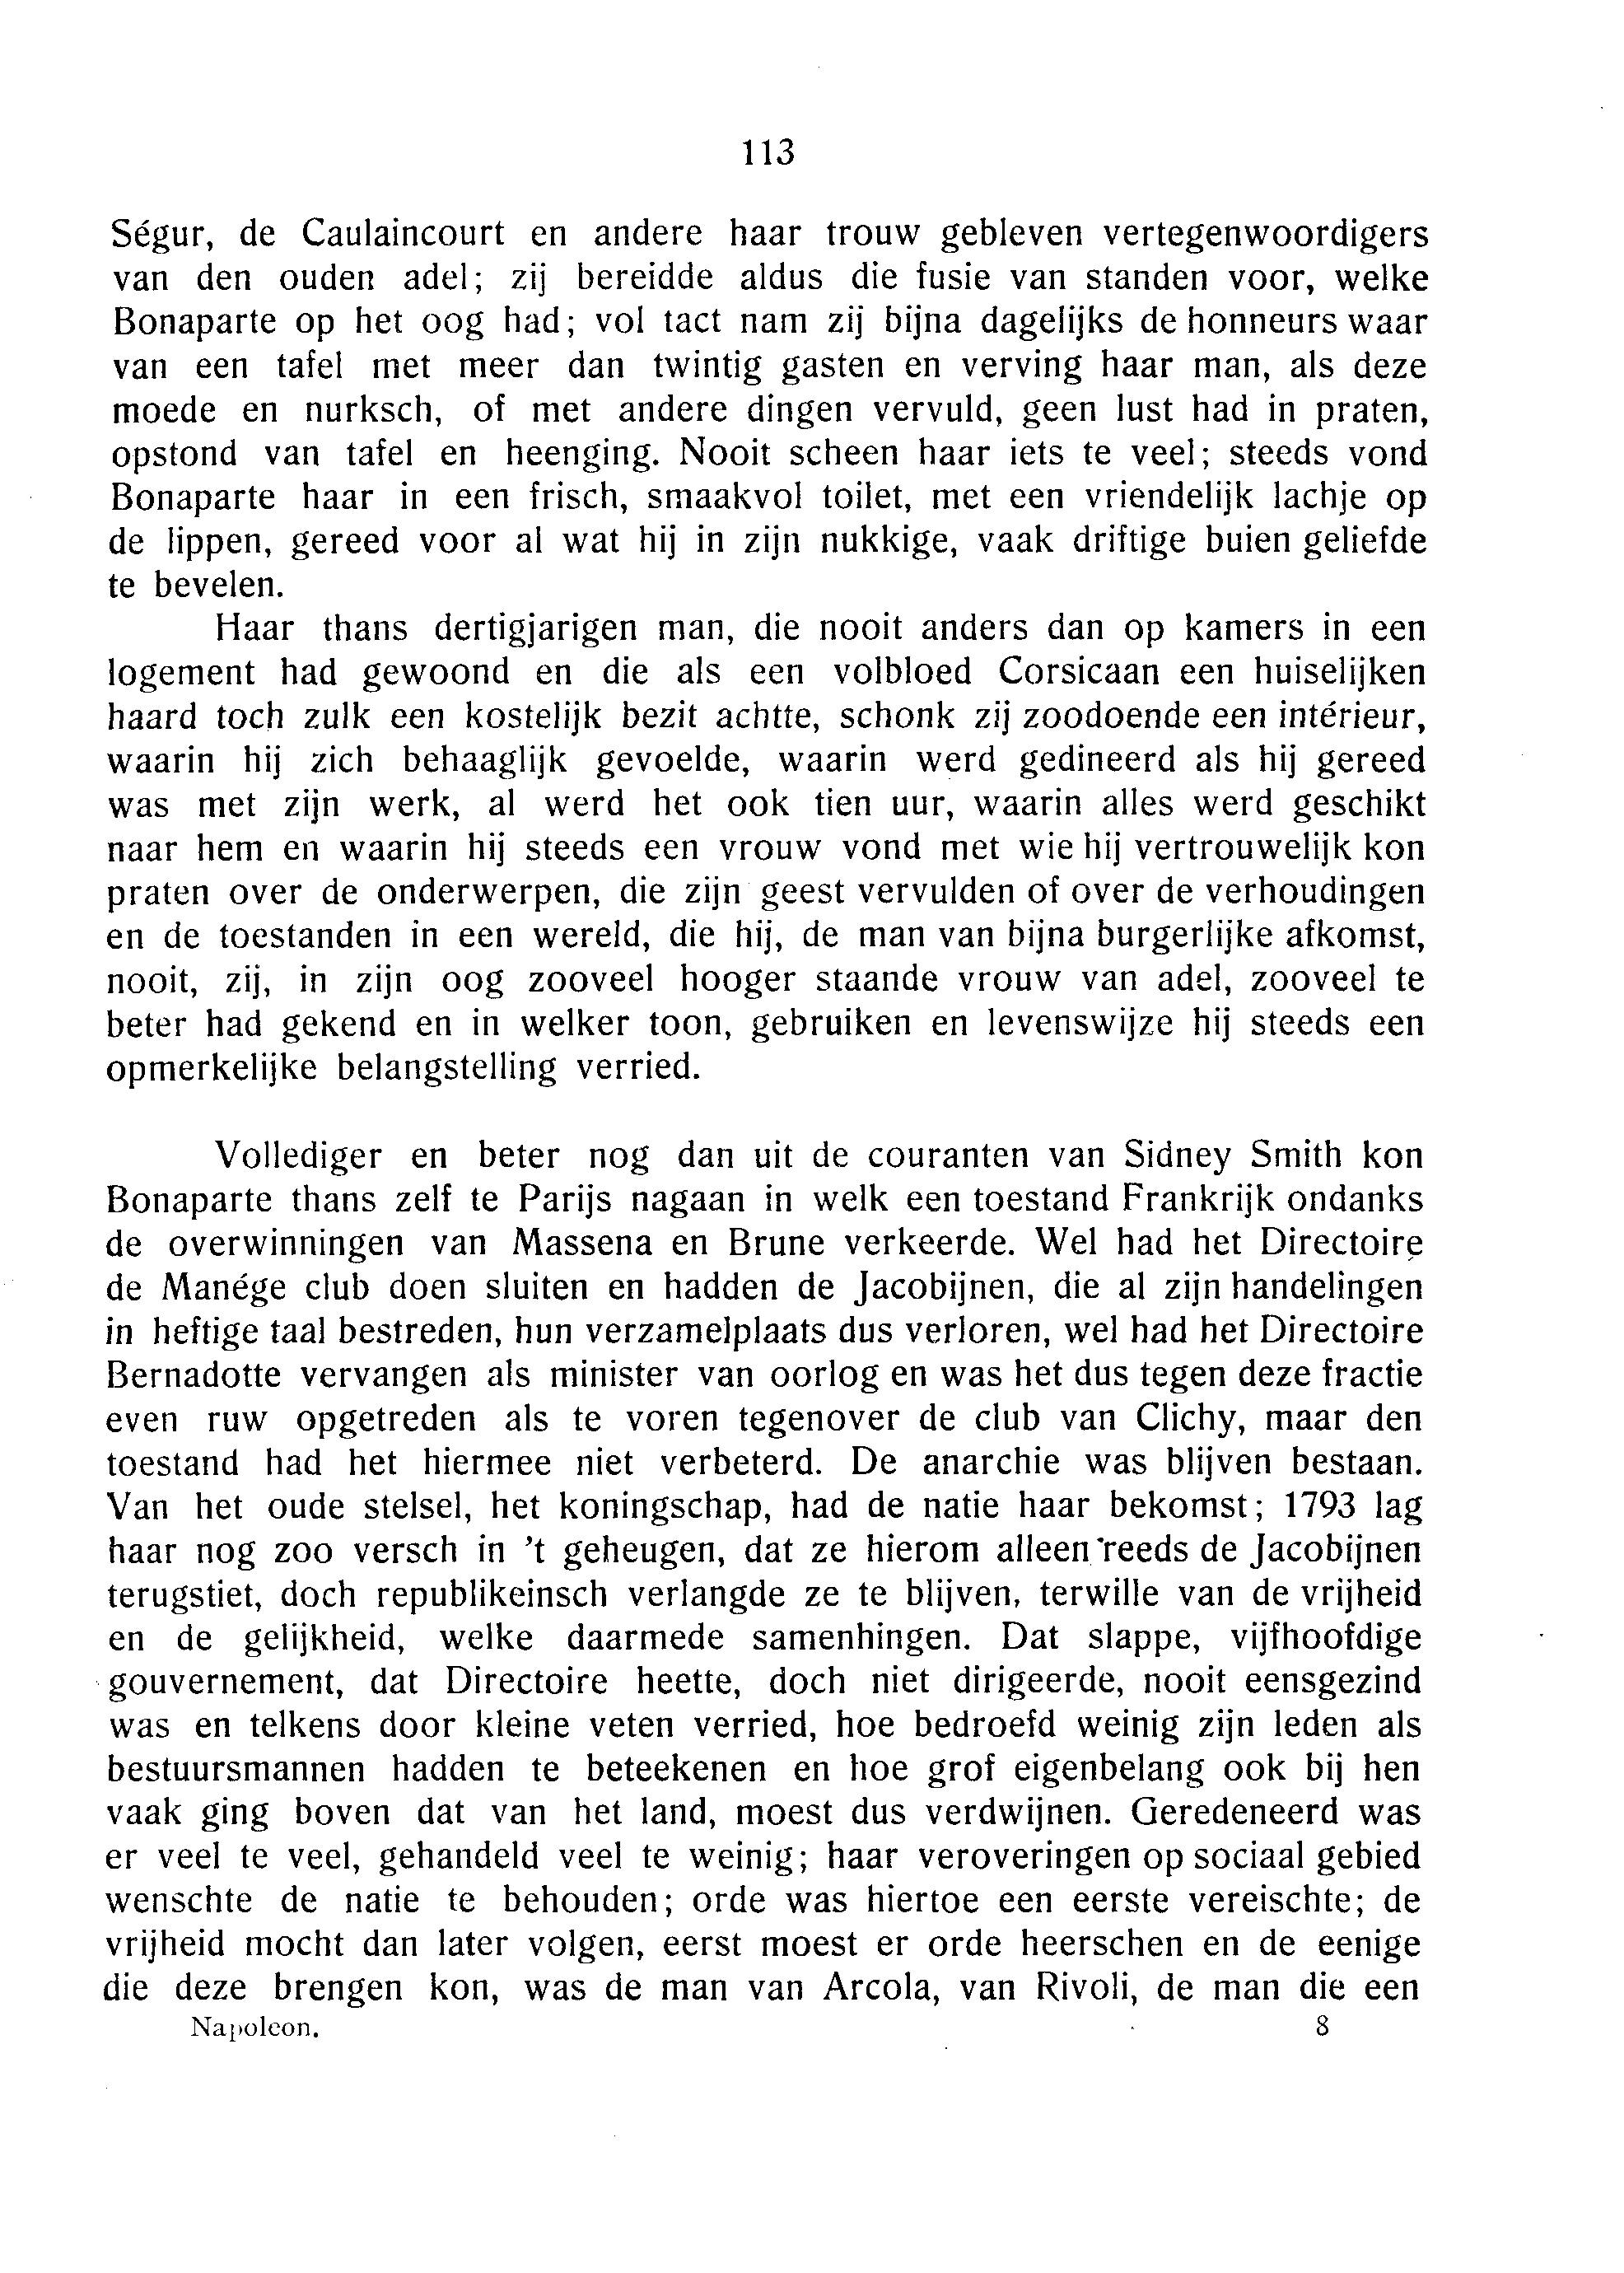 113
Ségur, de Caulaincourt en andere haar trouw gebleven vertegenwoordigers
van den ouden adel; zij bereidde aldus die fusie van standen voor, welke
Bonaparte op het oog had; vol tact nam zij bijna dagelijks de honneurs waar
van een tafel met meer dan twintig gasten en verving haar man, als deze
moede en nurksch, of met andere dingen vervuld, geen lust had in praten,
opstond van tafel en heenging. Nooit scheen haar iets te veel; steeds vond
Bonaparte haar in een frisch, smaakvol toilet, met een vriendelijk lachje op
de lippen, gereed voor al wat hij in zijn nukkige, vaak driftige buien geliefde
te bevelen.
Haar thans dertigjarigen man, die nooit anders dan op kamers in een
logement had gewoond en die als een volbloed Corsicaan een huiselijken
haard toch zulk een kostelijk bezit achtte, schonk zij zoodoende een intérieur,
waarin hij zich behaaglijk gevoelde, waarin werd gedineerd als hij gereed
was met zijn werk, al werd het ook tien uur, waarin alles werd geschikt
naar hem en waarin hij steeds een vrouw vond met wie hij vertrouwelijk kon
praten over de onderwerpen, die zijn geest vervulden of over de verhoudingen
en de toestanden in een wereld, die hij, de man van bijna burgerlijke afkomst,
nooit, zij, in zijn oog zooveel hooger staande vrouw van adel, zooveel te
beter had gekend en in welker toon, gebruiken en levenswijze hij steeds een
opmerkelijke belangstelling verried.
Vollediger en beter nog dan uit de couranten van Sidney Smith kon
Bonaparte thans zelf te Parijs nagaan in welk een toestand Frankrijk ondanks
de overwinningen van Massena en Brune verkeerde. Wel had het Directoire
de Manége club doen sluiten en hadden de Jacobijnen, die al zijn handelingen
in heftige taal bestreden, hun verzamelplaats dus verloren, wel had het Directoire
Bernadotte vervangen als minister van oorlog en was het dus tegen deze fractie
even ruw opgetreden als te voren tegenover de club van Clichy, maar den
toestand had het hiermee niet verbeterd. De anarchie was blijven bestaan.
Van het oude stelsel, het koningschap, had de natie haar bekomst; 1793 lag
haar nog zoo versch in 't geheugen, dat ze hierom alleen reeds de Jacobijnen
terugstiet, doch republikeinsch verlangde ze te blijven, terwille van de vrijheid
en de gelijkheid, welke daarmede samenhingen. Dat slappe, vijfhoofdige
gouvernement, dat Directoire heette, doch niet dirigeerde, nooit eensgezind
was en telkens door kleine veten verried, hoe bedroefd weinig zijn leden als
bestuursmannen hadden te beteekenen en hoe grof eigenbelang ook bij hen
vaak ging boven dat van het land, moest dus verdwijnen. Geredeneerd was
er veel te veel, gehandeld veel te weinig; haar veroveringen op sociaal gebied
wenschte de natie te behouden; orde was hiertoe een eerste vereischte; de
vrijheid mocht dan later volgen, eerst moest er orde heerschen en de eenige
die deze brengen kon, was de man van Arcola, van Rivoli, de man die een
Napoleon. 8